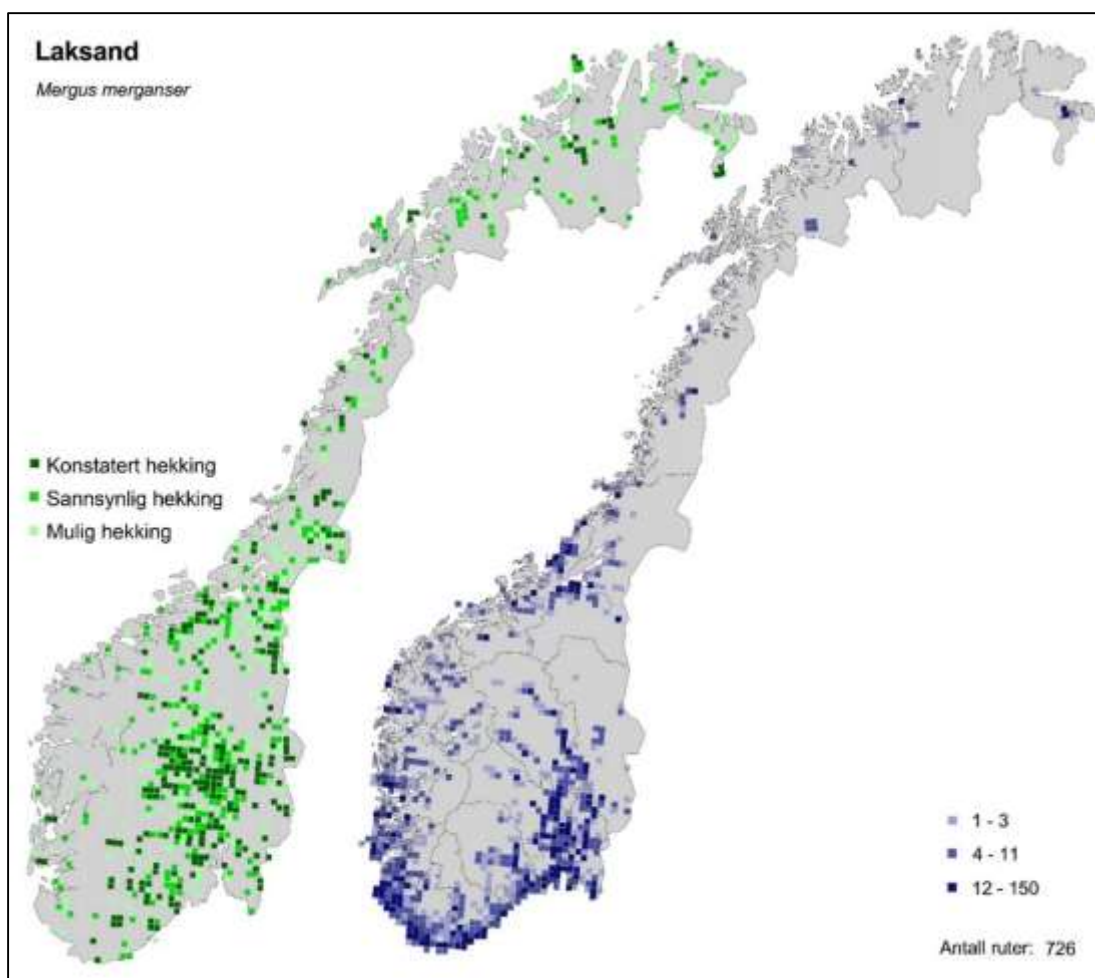 Laksand
Mergus merganser
Konstatert hekking
Sannsynlig hekking
Mulig hekking
1 - 3
4 - 11
12 - 150
Antall ruter: 726